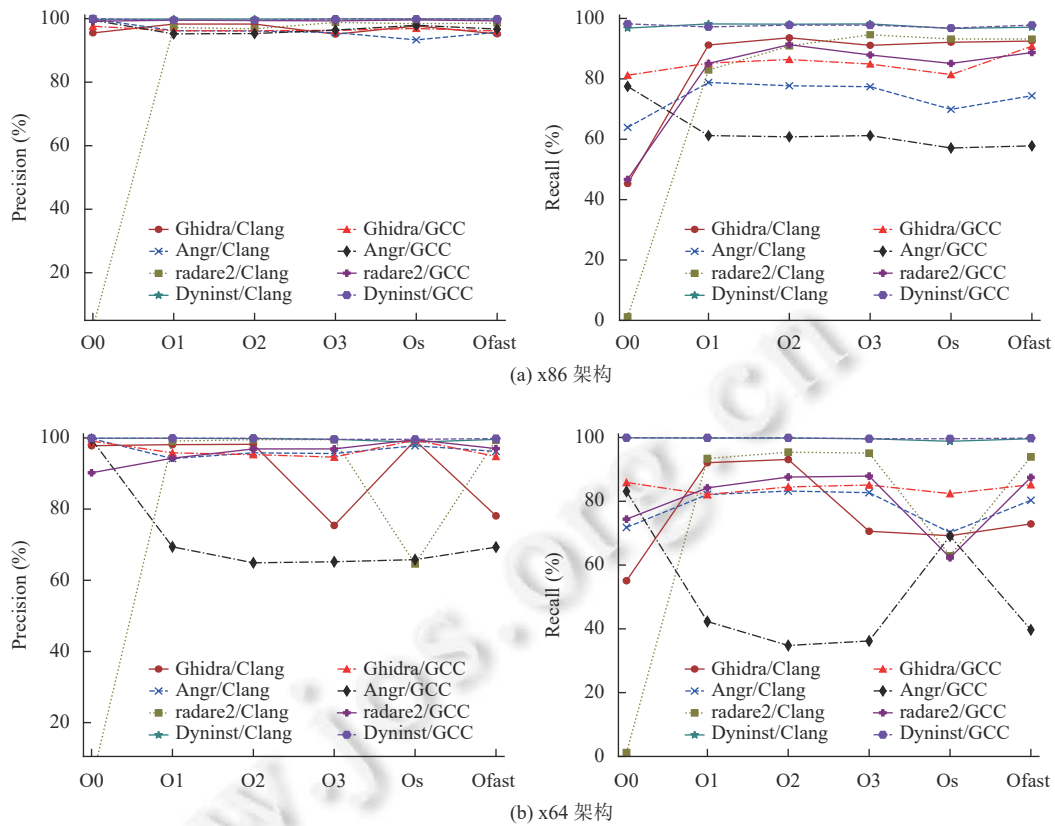 100
80
60
40
20
Precision (%)
Ghidra/Clang
Angr/Clang
radare2/Clang
Dyninst/Clang
Ghidra/GCC
Angr/GCC
radare2/GCC
Dyninst/GCC
O0 O1 O2 O3 Os Ofast
100
80
60
40
20
0
Recall (%)
Ghidra/Clang
Angr/Clang
radare2/Clang
Dyninst/Clang
Ghidra/GCC
Angr/GCC
radare2/GCC
Dyninst/GCC
O0 O1 O2 O3 Os Ofast
(a) x86 架构
100
80
60
40
20
Precision (%)
Ghidra/Clang
Angr/Clang
radare2/Clang
Dyninst/Clang
Ghidra/GCC
Angr/GCC
radare2/GCC
Dyninst/GCC
O0 O1 O2 O3 Os Ofast
100
80
60
40
20
0
Recall (%)
Ghidra/Clang
Angr/Clang
radare2/Clang
Dyninst/Clang
Ghidra/GCC
Angr/GCC
radare2/GCC
Dyninst/GCC
O0 O1 O2 O3 Os Ofast
(b) x64 架构
www.jos.org.cn